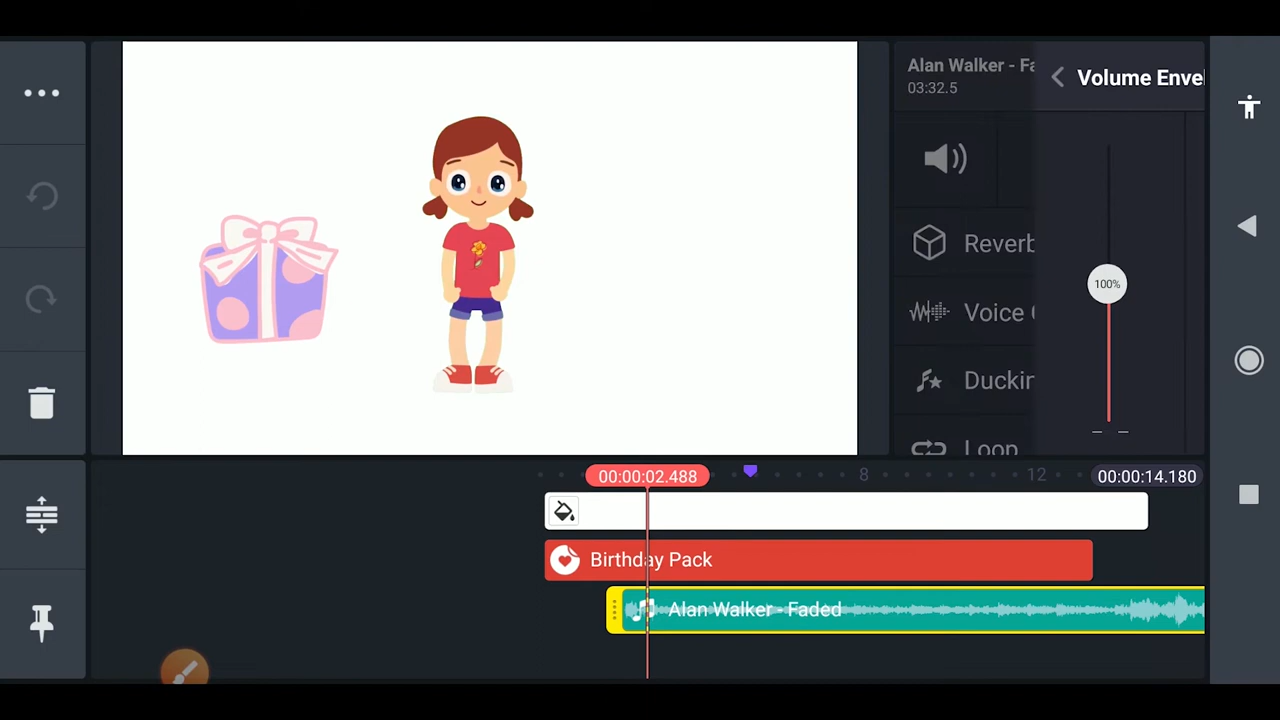 Alan Walker - Fa
03:32.5
Volume Enve
100%
Reverb
Voice
Duckin
Loop
00:00:02.488
8
12
00:00:14.180
Birthday Pack
Alan Walker - Faded